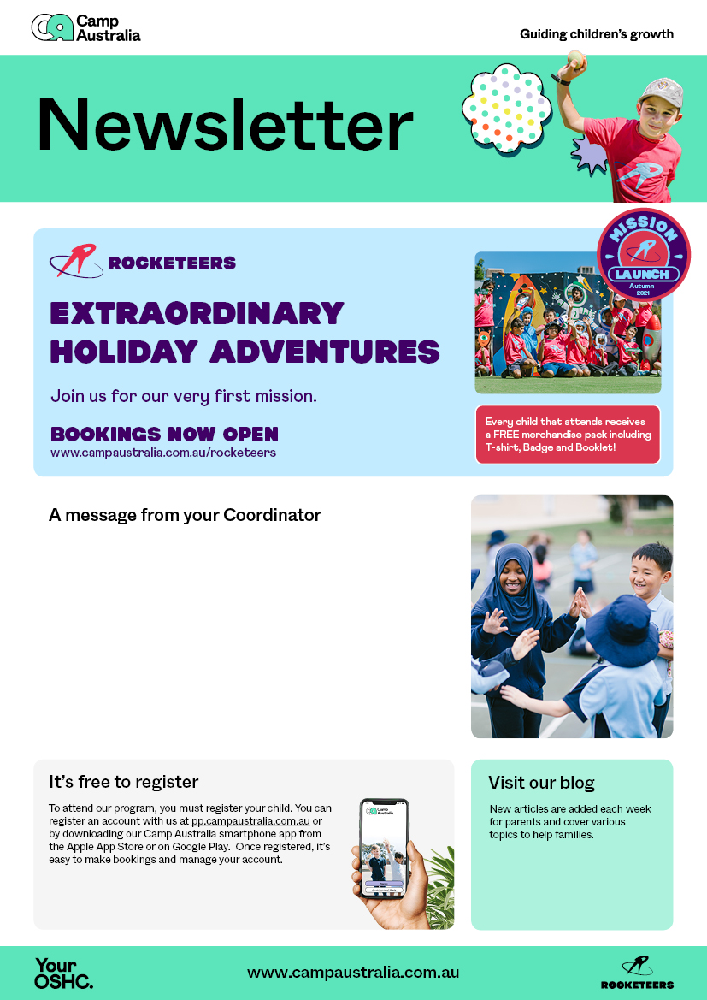 Camp
Australia
Guiding children's growth
Newsletter
MISSION
LAUNCH
Autumn
2021
ROCKETEERS
EXTRAORDINARY
HOLIDAY ADVENTURES
Join us for our very first mission.
BOOKINGS NOW OPEN
www.campaustralia.com.au/rocketeers
Every child that attends receives
a FREE merchandise pack including
T-shirt, Badge and Booklet!
A message from your Coordinator
It's free to register
To attend our program, you must register your child. You can
register an account with us at pp.campaustralia.com.au or
by downloading our Camp Australia smartphone app from
the Apple App Store or on Google Play.  Once registered, it's
easy to make bookings and manage your account.
Camp
Australia
Visit our blog
New articles are added each week
for parents and cover various
topics to help families.
Your
OSHC.
www.campaustralia.com.au
ROCKETEERS